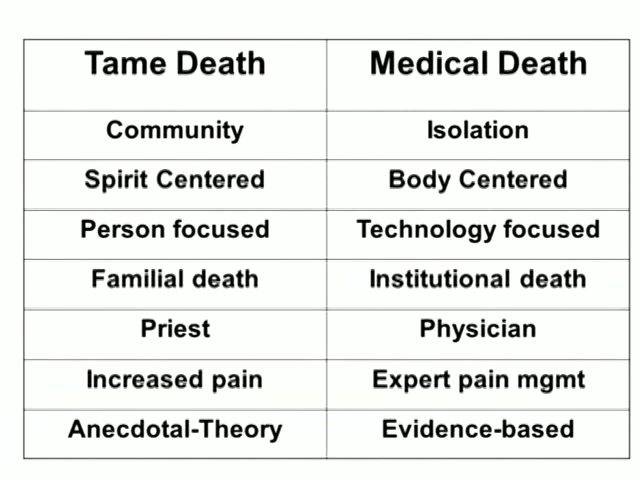 Tame Death Medical Death
Community Isolation
Spirit Centered Body Centered
Person focused Technology focused
Familial death Institutional death
Priest Physician
Increased pain Expert pain mgmt
Anecdotal-Theory Evidence-based